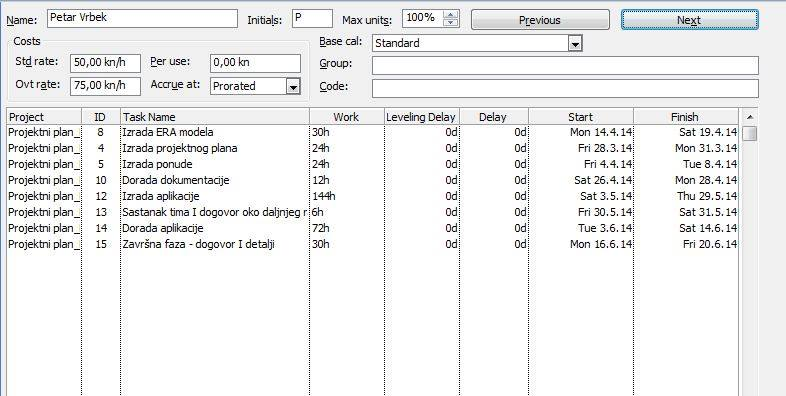 Name: Petar Vrbek Initials: P Max units: 100% Previous Next
Costs Base cal: Standard
Std rate: 50,00 kn/h Per use: 0,00 kn Group:
Ovt rate: 75,00 kn/h Accrue at: Prorated Code:
Project ID Task Name Work Leveling Delay Delay Start Finish
Projektni plan_ 8 Izrada ERA modela 30h 0d 0d Mon 14.4.14 Sat 19.4.14
Projektni plan_ 4 Izrada projektnog plana 24h 0d 0d Fri 28.3.14 Mon 31.3.14
Projektni plan_ 5 Izrada ponude 24h 0d 0d Fri 4.4.14 Tue 8.4.14
Projektni plan_ 10 Dorada dokumentacije 12h 0d 0d Sat 26.4.14 Mon 28.4.14
Projektni plan_ 12 Izrada aplikacije 144h 0d 0d Sat 3.5.14 Thu 29.5.14
Projektni plan_ 13 Sastanak tima I dogovor oko daljnjeg r 6h 0d 0d Fri 30.5.14 Sat 31.5.14
Projektni plan_ 14 Dorada aplikacije 72h 0d 0d Tue 3.6.14 Sat 14.6.14
Projektni plan_ 15 Završna faza - dogovor I detalji 30h 0d 0d Mon 16.6.14 Fri 20.6.14